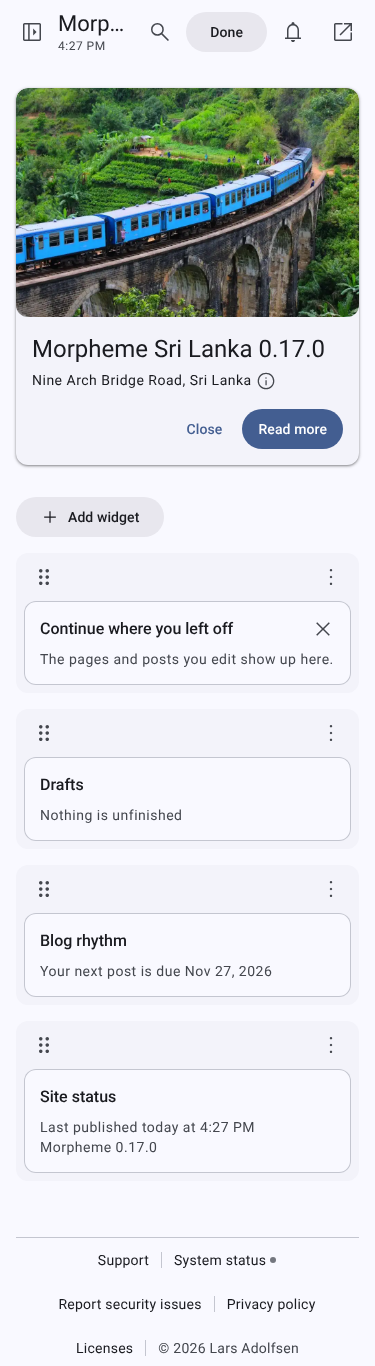 Morp...
4:27 PM
Done
Morpheme Sri Lanka 0.17.0
Nine Arch Bridge Road, Sri Lanka
Close
Read more
Add widget
Continue where you left off
The pages and posts you edit show up here.
Drafts
Nothing is unfinished
Blog rhythm
Your next post is due Nov 27, 2026
Site status
Last published today at 4:27 PM
Morpheme 0.17.0
Support
System status
Report security issues
Privacy policy
Licenses
© 2026 Lars Adolfsen